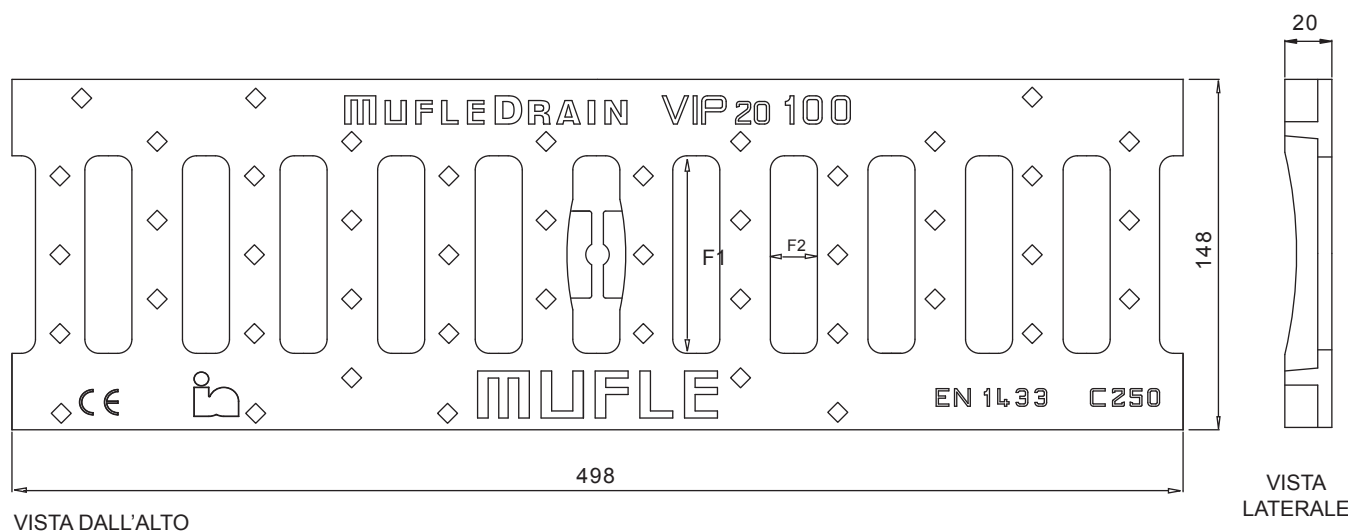 20
MUFLEDRAIN VIP 20 100
F1
F2
148
CE
in
MUFLE
EN 1433 C250
498
VISTA DALL'ALTO
VISTA
LATERALE